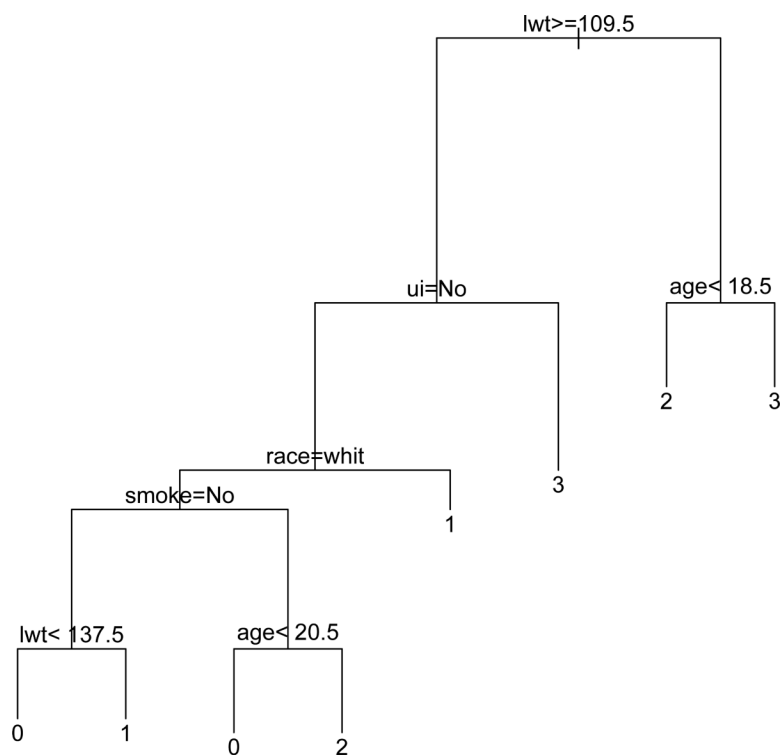 lwt>=109.5
ui=No
age< 18.5
2
3
race=whit
3
smoke=No
1
lwt< 137.5
age< 20.5
0
1
0
2